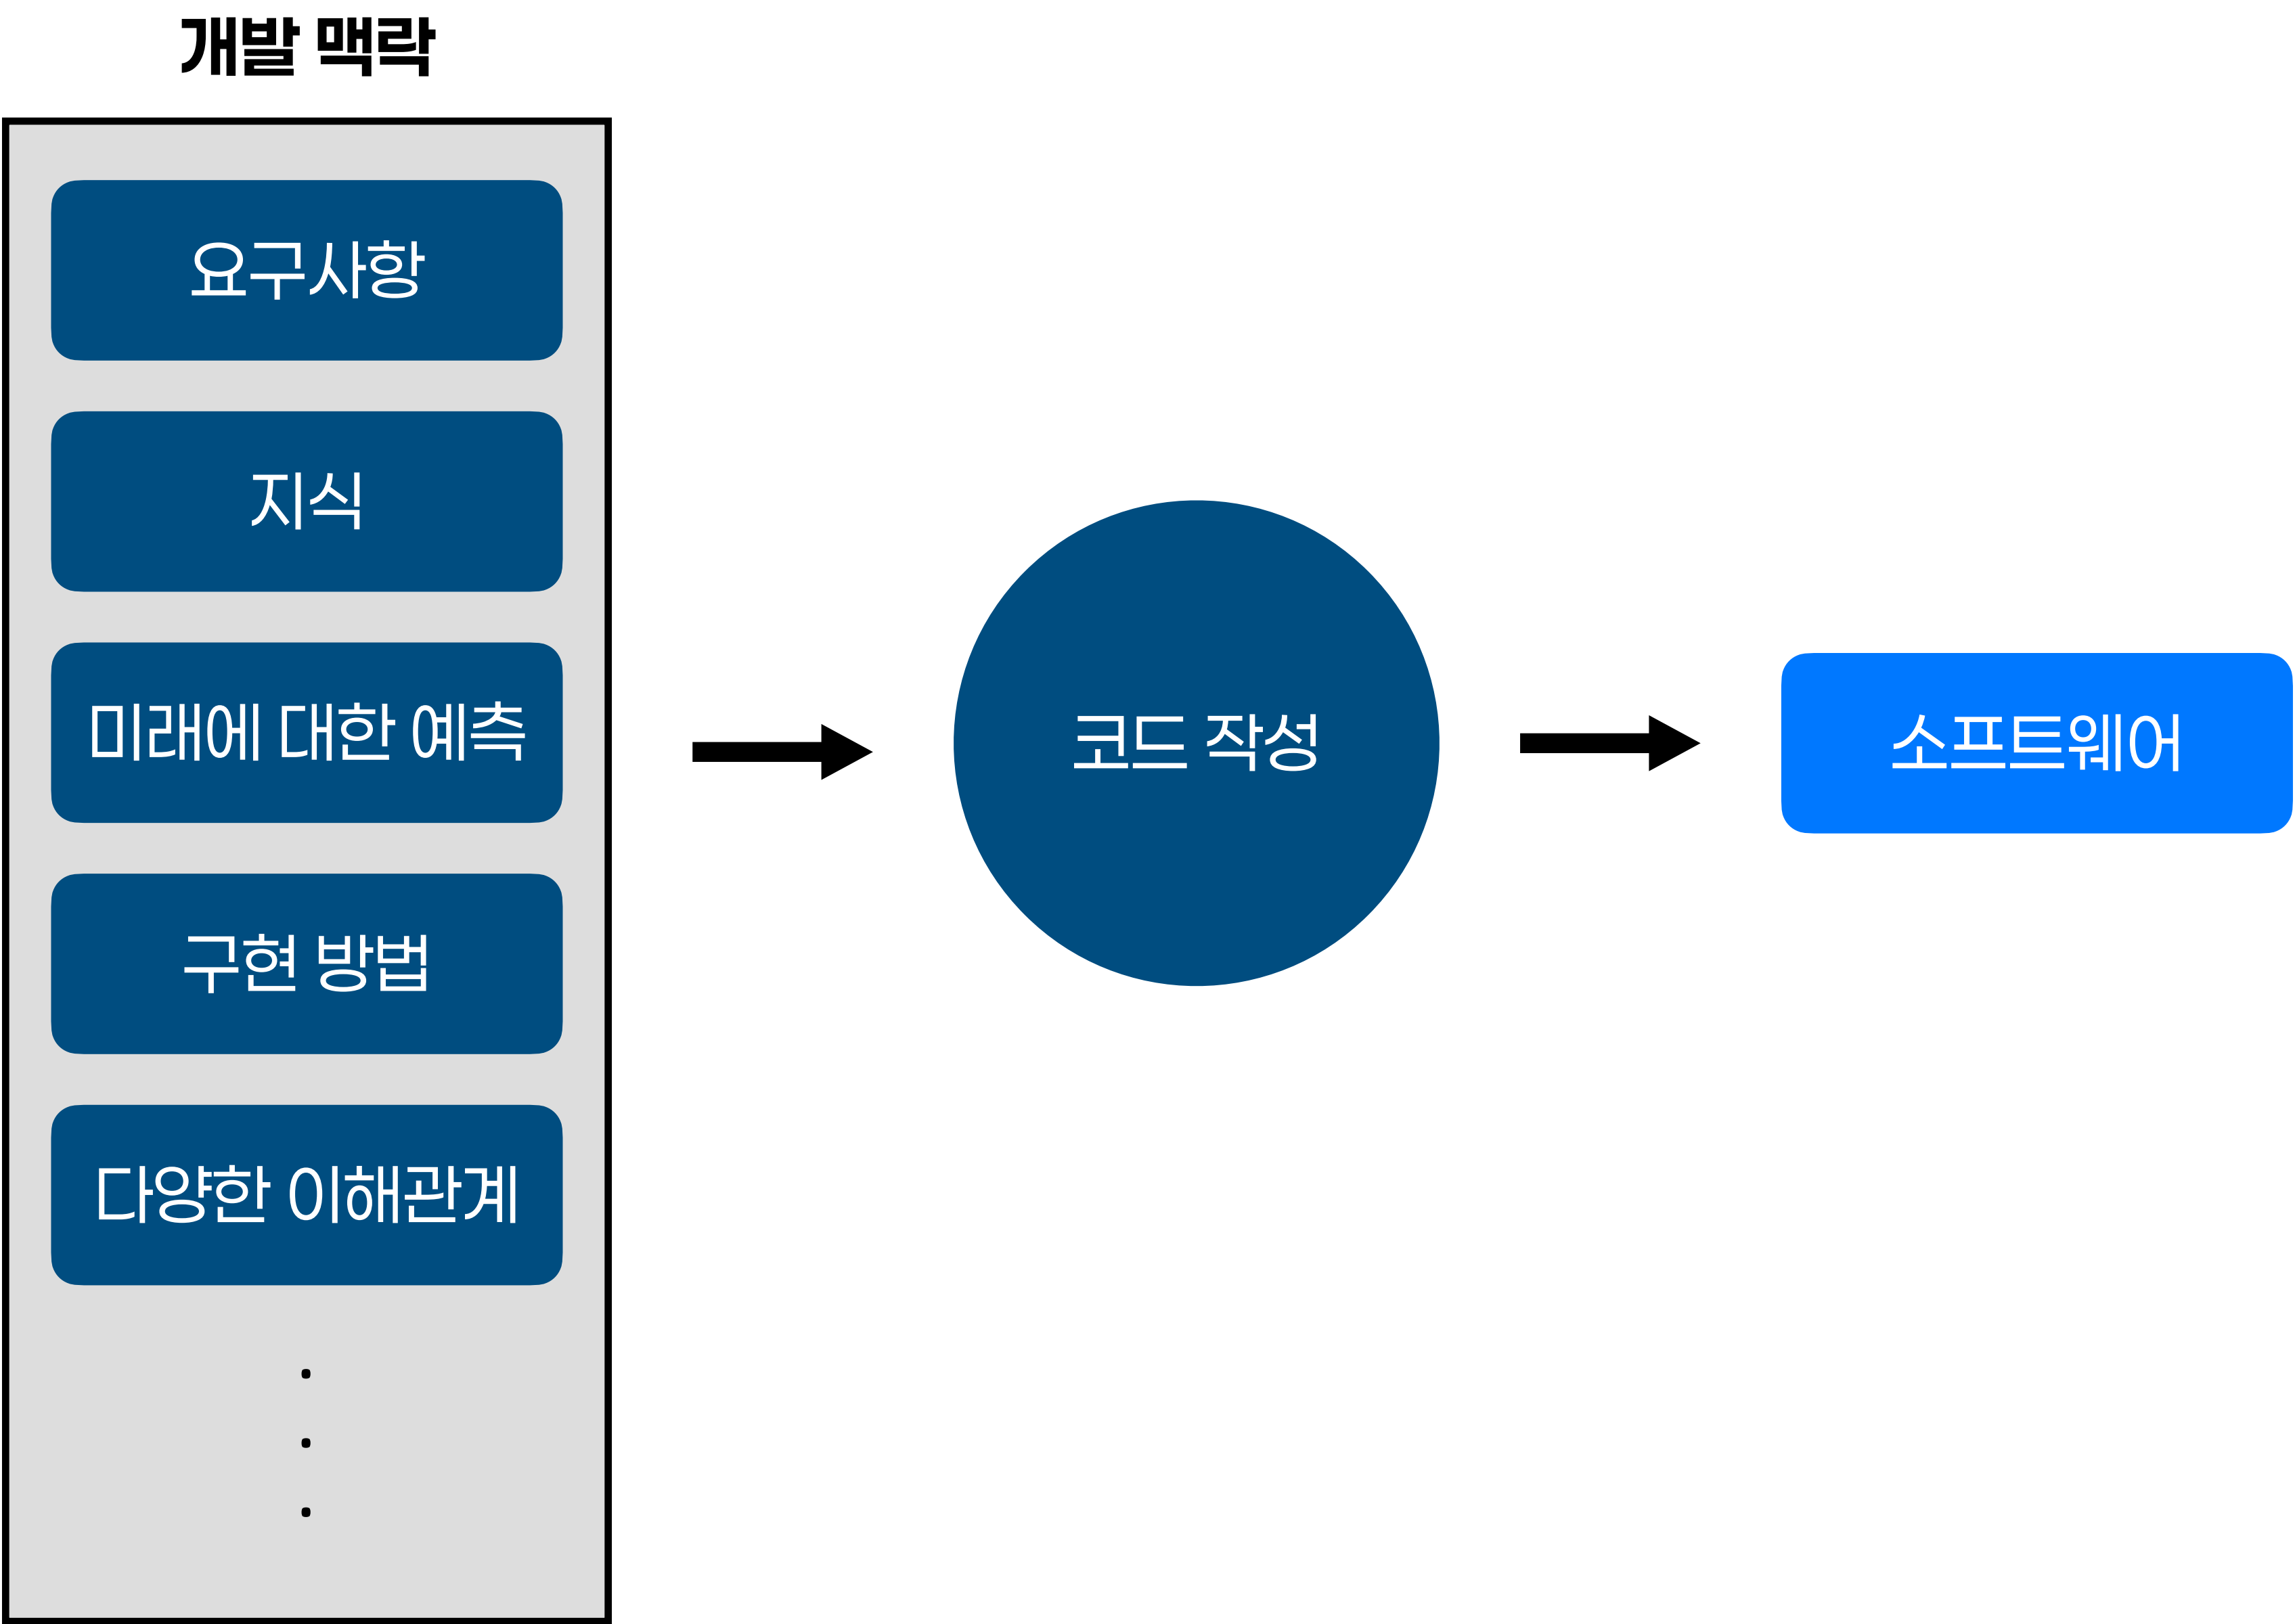 개발 맥락
요구사항
지식
미래에 대한 예측
구현 방법
다양한 이해관계
코드 작성
소프트웨어